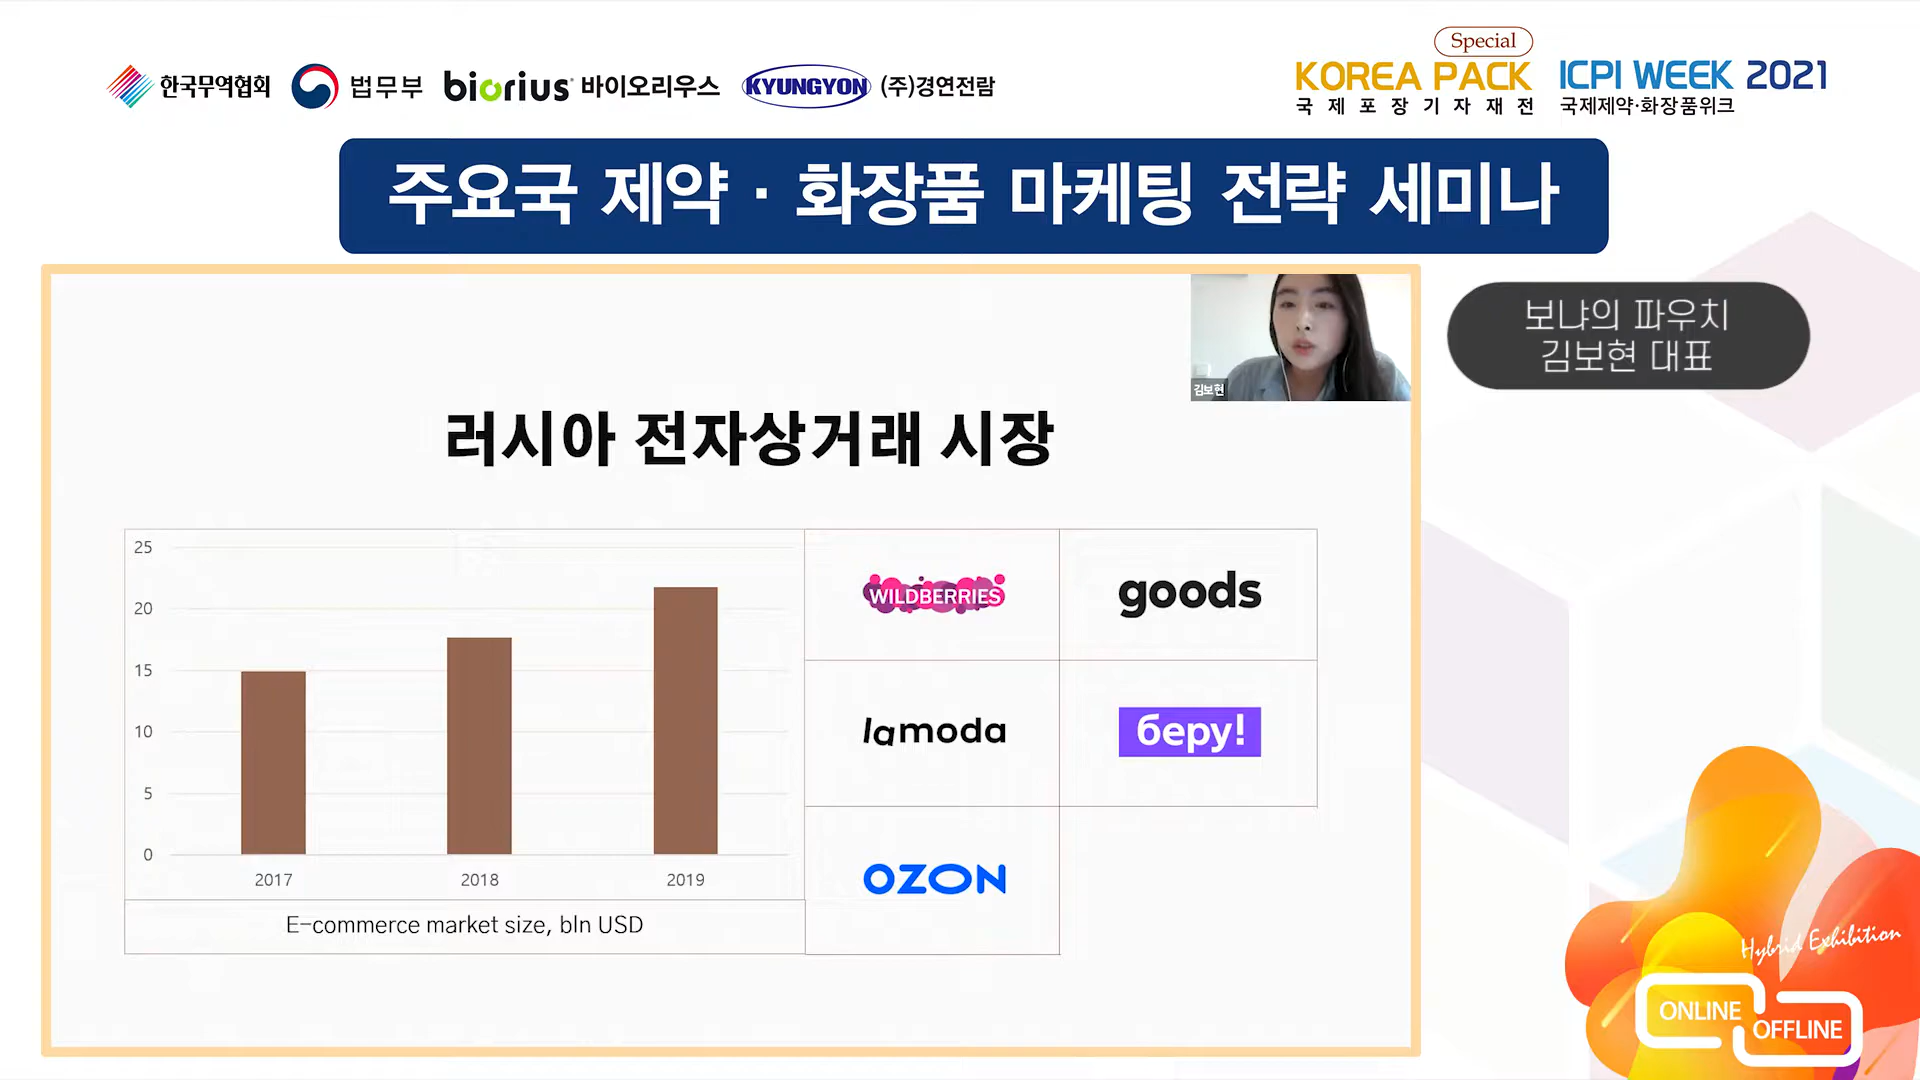 한국무역협회 법무부 biorius 바이오리우스 KYUNGYON (주)경연전람
Special
KOREA PACK ICPI WEEK 2021
국제포장기자재전 국제제약·화장품위크
주요국 제약 · 화장품 마케팅 전략 세미나
보냐의 파우치
김보현 대표
김보현
러시아 전자상거래 시장
25
20
15
10
5
0
2017 2018 2019
E-commerce market size, bln USD
WILDBERRIES goods
lamoda беру!
OZON
Hybrid Exhibition
ONLINE
OFFLINE